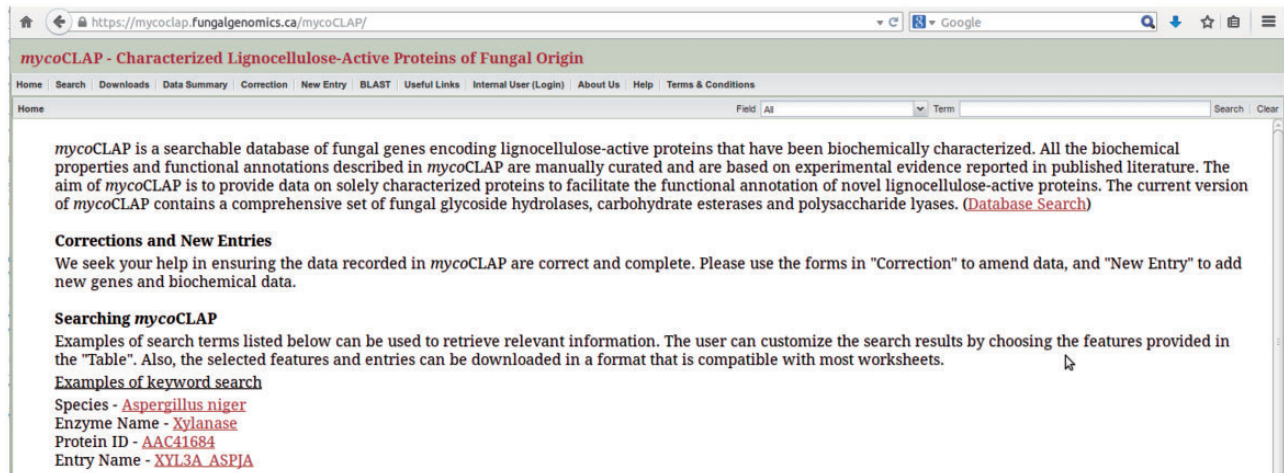 https://mycoclap.fungalgenomics.ca/mycoCLAP/ Google
mycoCLAP - Characterized Lignocellulose-Active Proteins of Fungal Origin
Home Search Downloads Data Summary Correction New Entry BLAST Useful Links Internal User (Login) About Us Help Terms & Conditions
Home Field All Term Search Clear
mycoCLAP is a searchable database of fungal genes encoding lignocellulose-active proteins that have been biochemically characterized. All the biochemical
properties and functional annotations described in mycoCLAP are manually curated and are based on experimental evidence reported in published literature. The
aim of mycoCLAP is to provide data on solely characterized proteins to facilitate the functional annotation of novel lignocellulose-active proteins. The current version
of mycoCLAP contains a comprehensive set of fungal glycoside hydrolases, carbohydrate esterases and polysaccharide lyases. (Database Search)
Corrections and New Entries
We seek your help in ensuring the data recorded in mycoCLAP are correct and complete. Please use the forms in "Correction" to amend data, and "New Entry" to add
new genes and biochemical data.
Searching mycoCLAP
Examples of search terms listed below can be used to retrieve relevant information. The user can customize the search results by choosing the features provided in
the "Table". Also, the selected features and entries can be downloaded in a format that is compatible with most worksheets.
Examples of keyword search
Species - Aspergillus niger
Enzyme Name - Xylanase
Protein ID - AAC41684
Entry Name - XYL3A_ASPJA